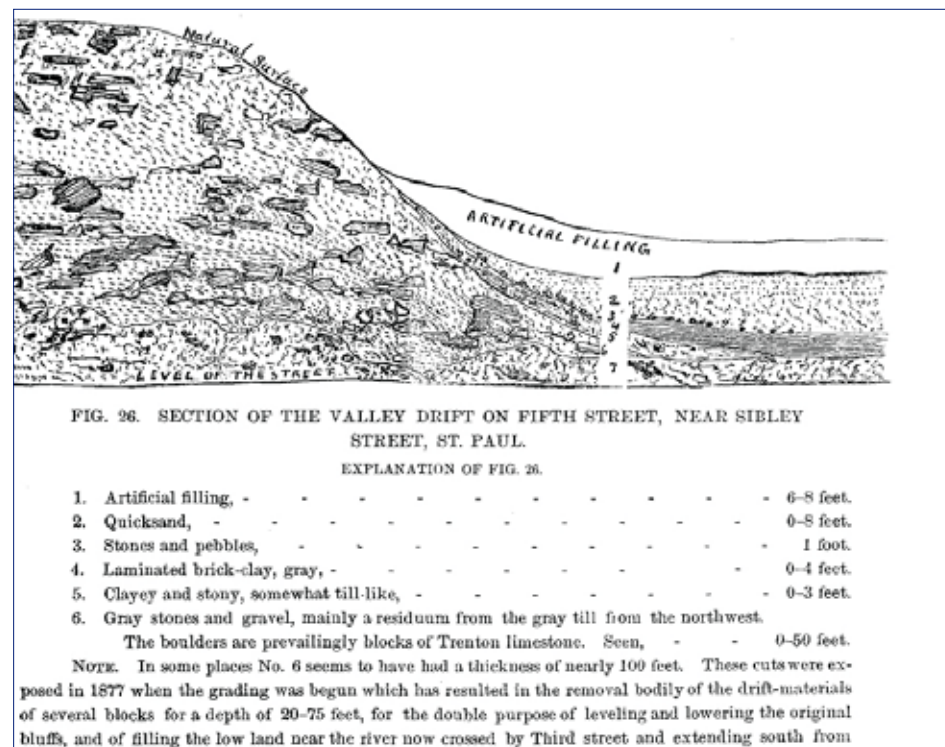 Natural Surface
ARTIFICIAL FILLING
1
2
3
4
5
6
7
LEVEL OF THE STREET
FIG. 26. SECTION OF THE VALLEY DRIFT ON FIFTH STREET, NEAR SIBLEY
STREET, ST. PAUL.
EXPLANATION OF FIG. 26.
1. Artificial filling, - - - - - - - - - - 6–8 feet.
2. Quicksand, - - - - - - - - - - 0–8 feet.
3. Stones and pebbles, - - - - - - - - - 1 foot.
4. Laminated brick-clay, gray, - - - - - - - 0–4 feet.
5. Clayey and stony, somewhat till-like, - - - - - - - 0–3 feet.
6. Gray stones and gravel, mainly a residuum from the gray till from the northwest.
The boulders are prevailingly blocks of Trenton limestone. Seen, - - 0–50 feet.
NOTE. In some places No. 6 seems to have had a thickness of nearly 100 feet. These cuts were ex-
posed in 1877 when the grading was begun which has resulted in the removal bodily of the drift-materials
of several blocks for a depth of 20–75 feet, for the double purpose of leveling and lowering the original
bluffs, and of filling the low land near the river now crossed by Third street and extending south from